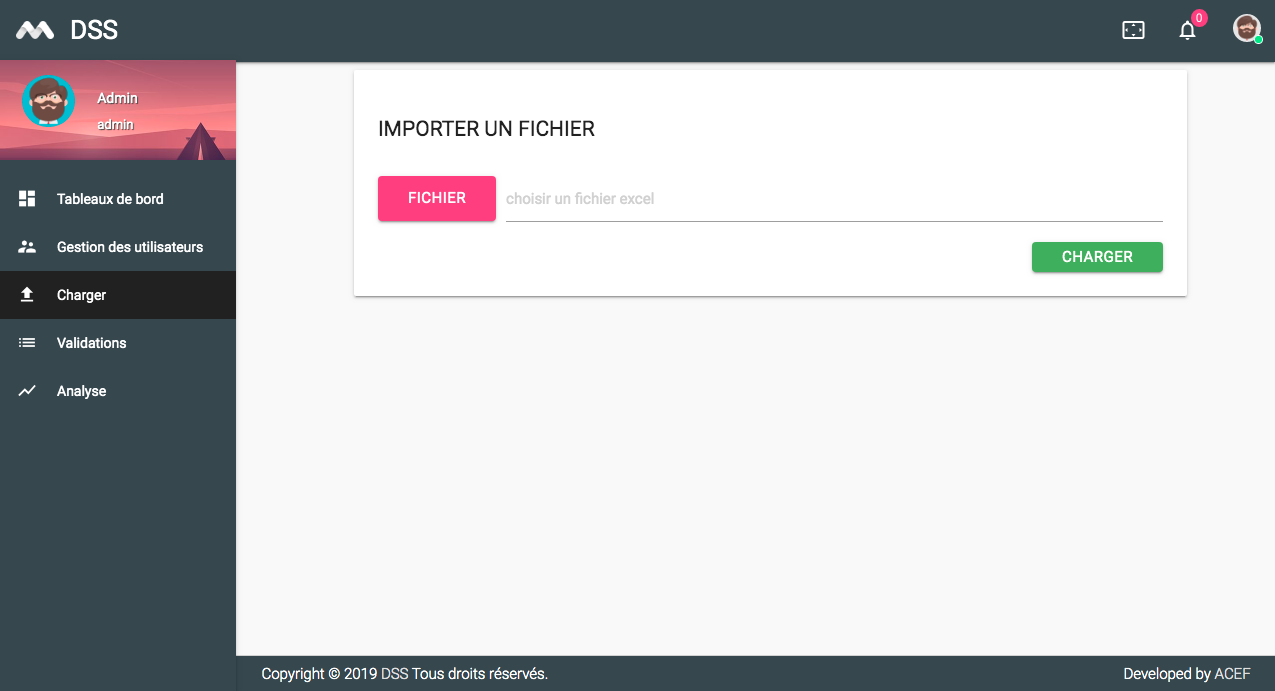 DSS
0
Admin
admin
Tableaux de bord
Gestion des utilisateurs
Charger
Validations
Analyse
IMPORTER UN FICHIER
FICHIER choisir un fichier excel
CHARGER
Copyright © 2019 DSS Tous droits réservés. Developed by ACEF